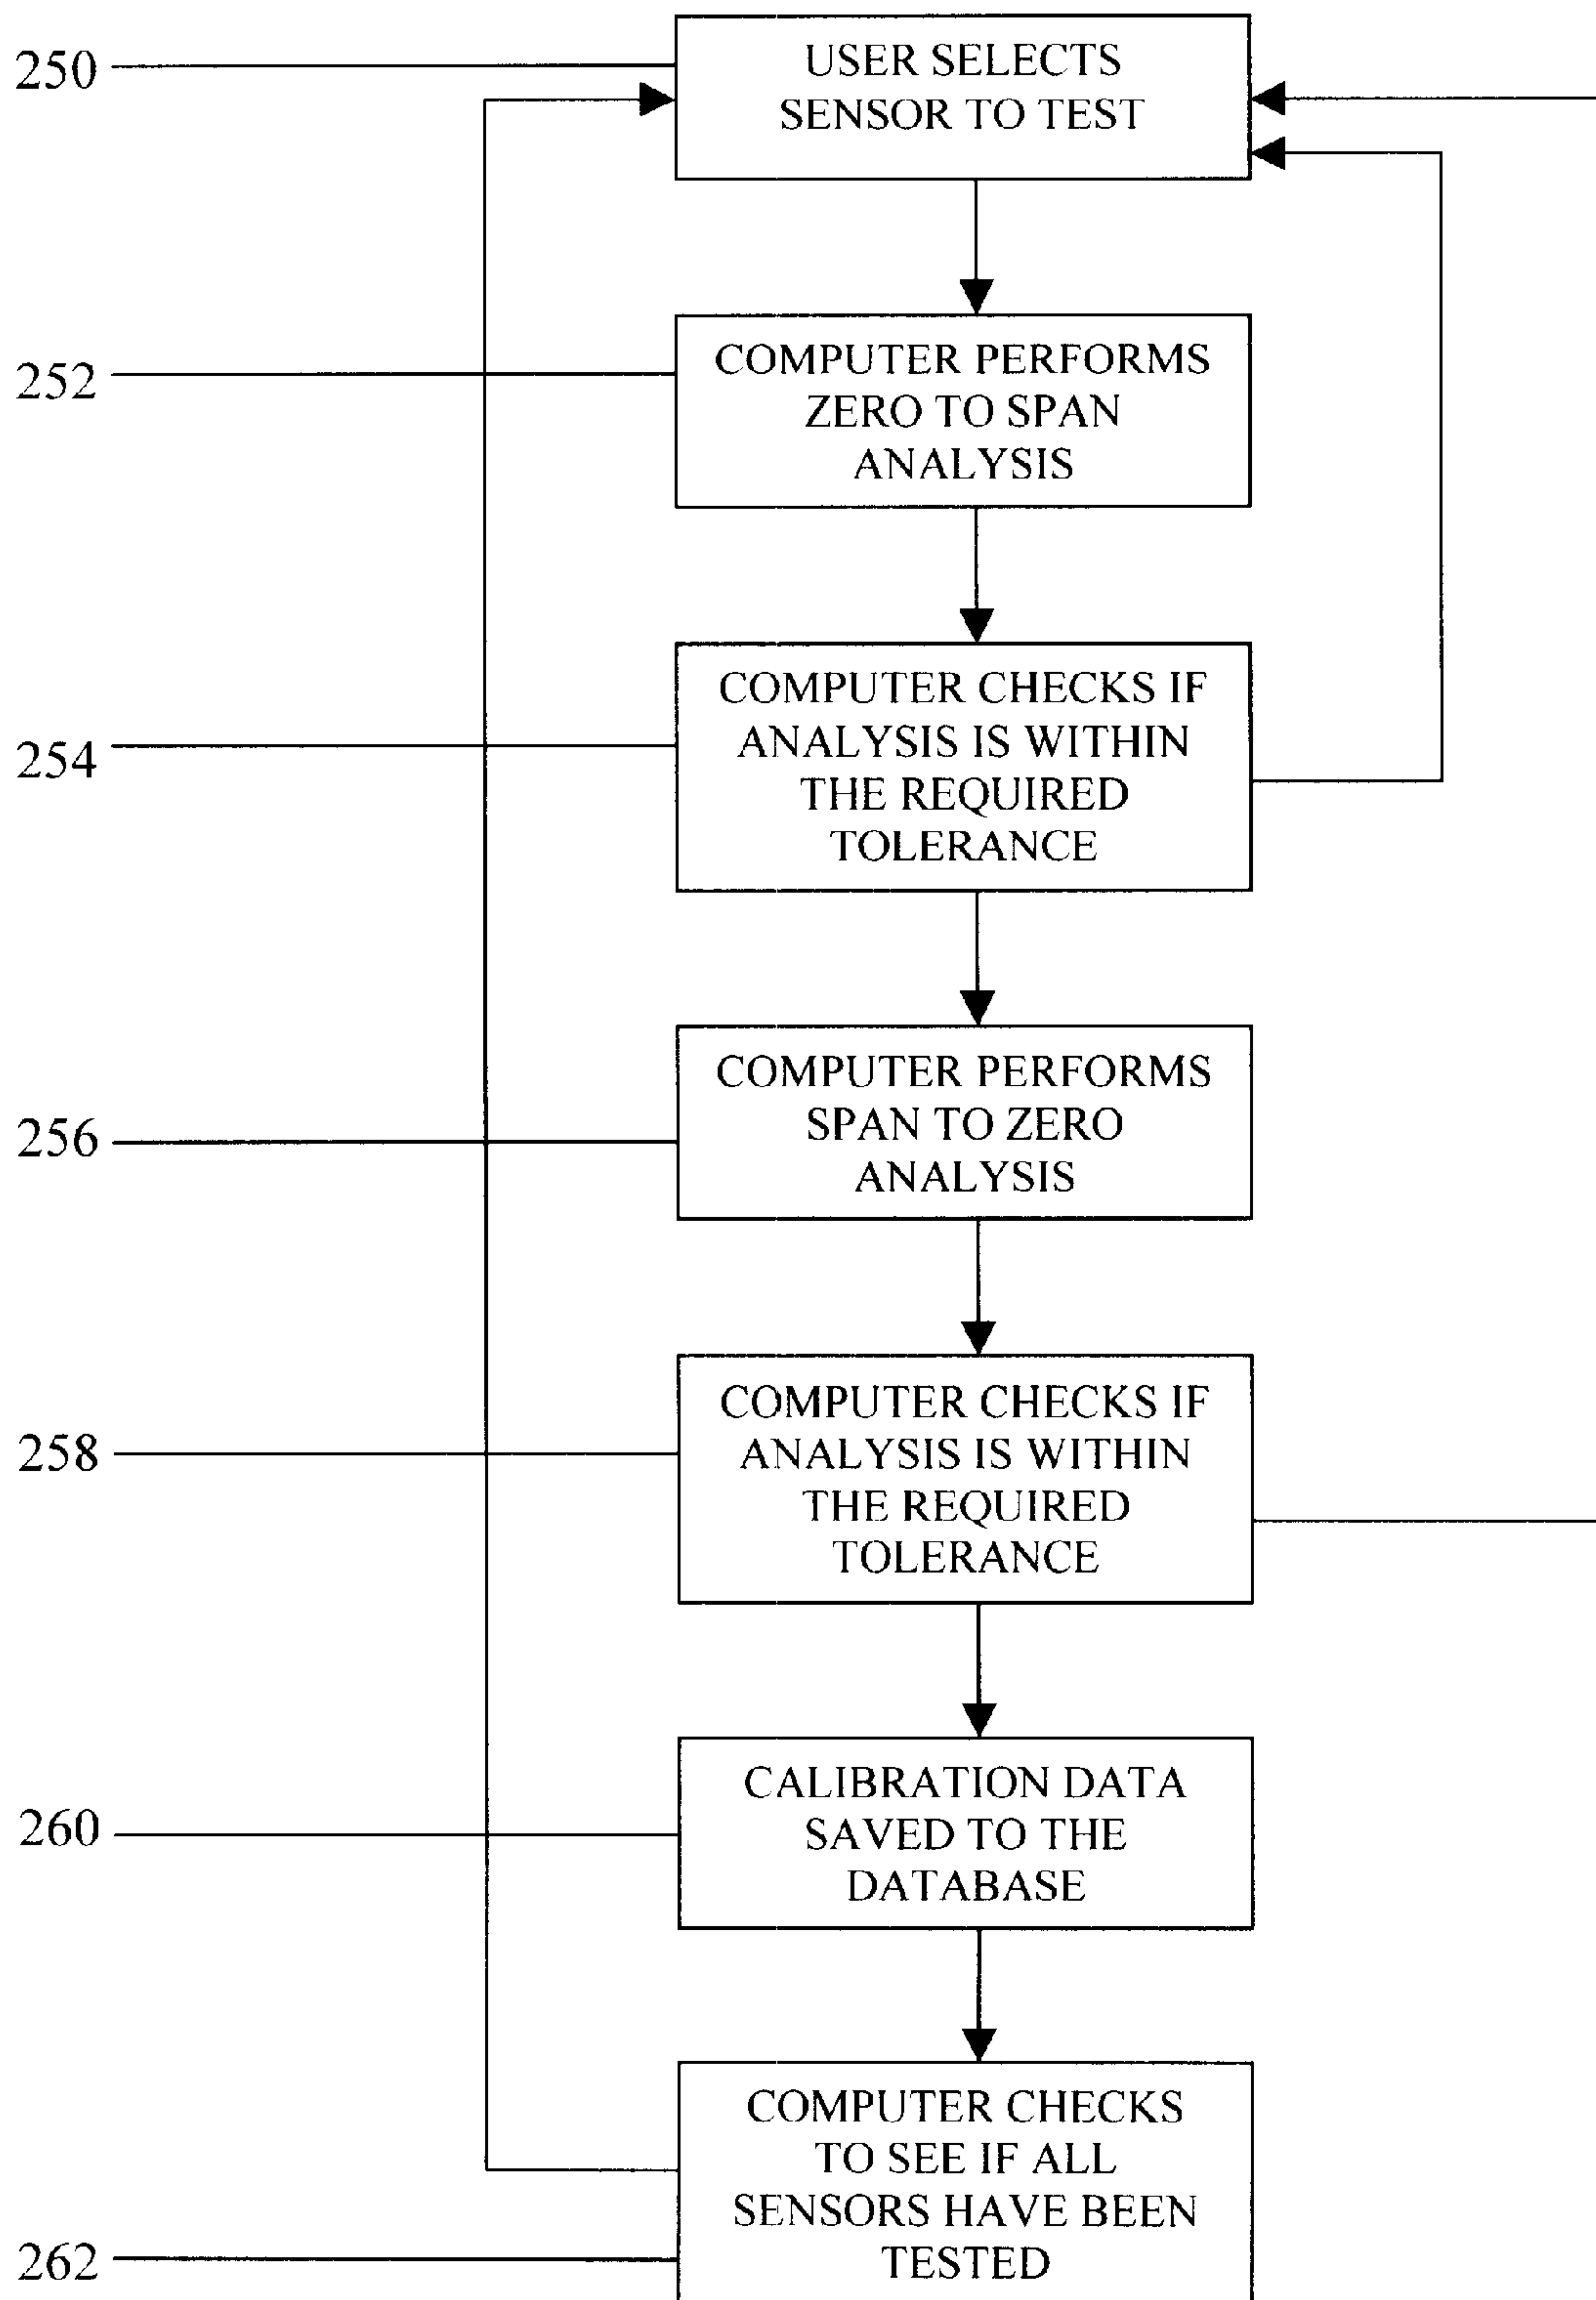 250
USER SELECTS
SENSOR TO TEST
252
COMPUTER PERFORMS
ZERO TO SPAN
ANALYSIS
254
COMPUTER CHECKS IF
ANALYSIS IS WITHIN
THE REQUIRED
TOLERANCE
256
COMPUTER PERFORMS
SPAN TO ZERO
ANALYSIS
258
COMPUTER CHECKS IF
ANALYSIS IS WITHIN
THE REQUIRED
TOLERANCE
260
CALIBRATION DATA
SAVED TO THE
DATABASE
262
COMPUTER CHECKS
TO SEE IF ALL
SENSORS HAVE BEEN
TESTED